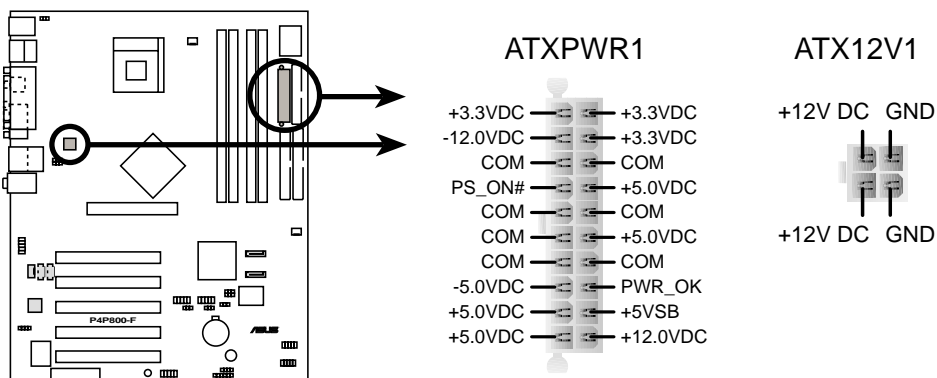 ATXPWR1 ATX12V1
+3.3VDC +3.3VDC
-12.0VDC +3.3VDC
COM COM
PS_ON# +5.0VDC
COM COM
COM +5.0VDC
COM COM
-5.0VDC PWR_OK
+5.0VDC +5VSB
+5.0VDC +12.0VDC
+12V DC GND
+12V DC GND
P4P800-F
ASUS